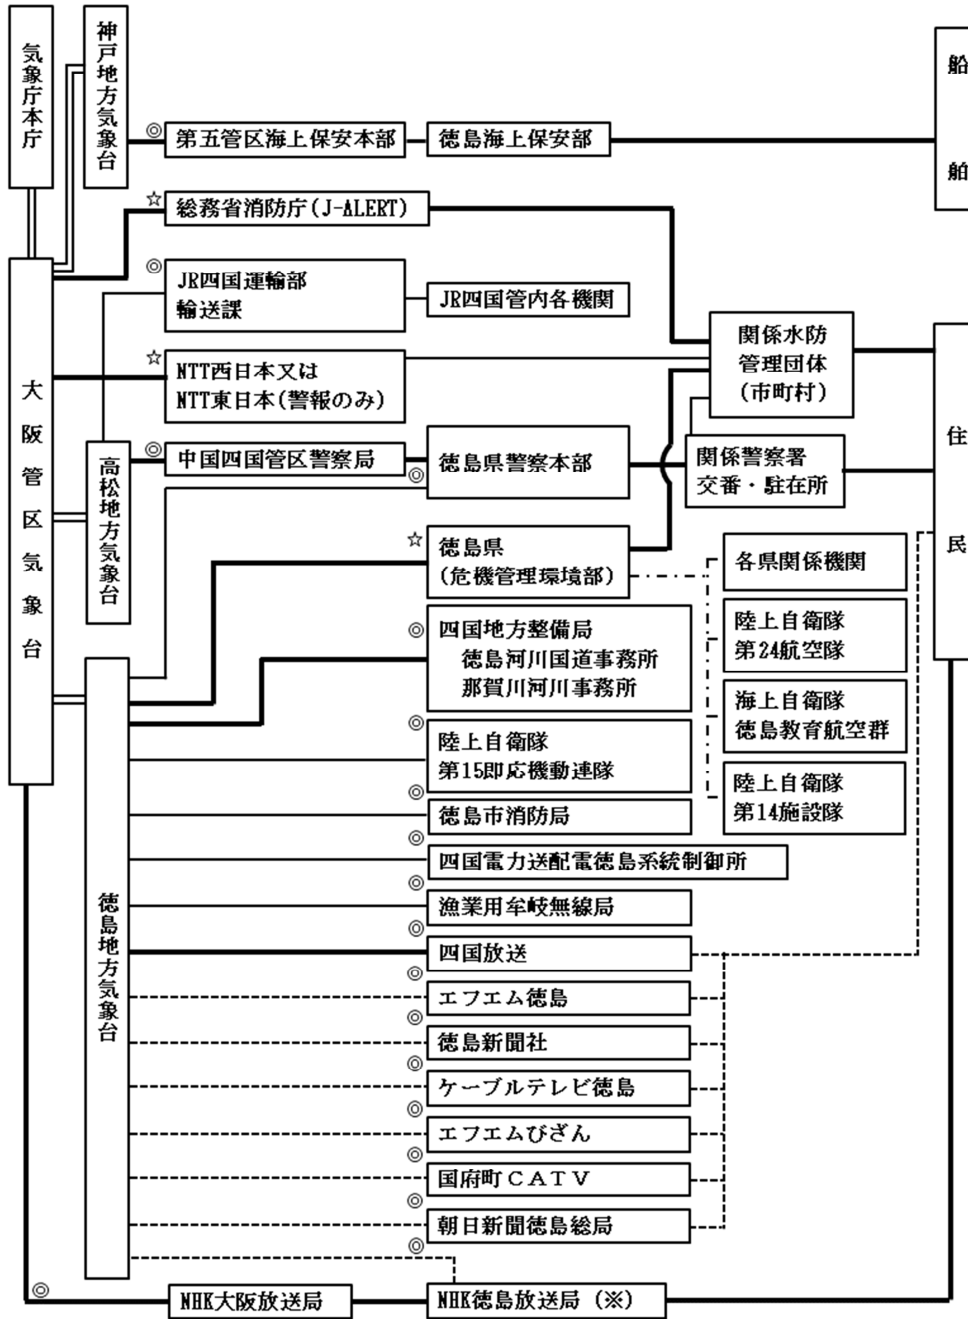 気象庁本庁
神戸地方気象台
船舶
◎
第五管区海上保安本部
徳島海上保安部
☆
総務省消防庁(J-ALERT)
◎
JR四国運輸部
輸送課
JR四国管内各機関
関係水防
管理団体
(市町村)
☆
NTT西日本又は
NTT東日本(警報のみ)
大阪管区気象台
住民
高松地方気象台
◎
中国四国管区警察局
◎
徳島県警察本部
関係警察署
交番・駐在所
☆
徳島県
(危機管理環境部)
各県関係機関
◎
四国地方整備局
徳島河川国道事務所
那賀川河川事務所
陸上自衛隊
第24航空隊
海上自衛隊
徳島教育航空群
陸上自衛隊
第14施設隊
徳島地方気象台
◎
陸上自衛隊
第15即応機動連隊
◎
徳島市消防局
◎
四国電力送配電徳島系統制御所
◎
漁業用牟岐無線局
◎
四国放送
◎
エフエム徳島
◎
徳島新聞社
◎
ケーブルテレビ徳島
◎
エフエムびざん
◎
国府町CATV
◎
朝日新聞徳島総局
◎
◎
NHK大阪放送局
NHK徳島放送局(※)